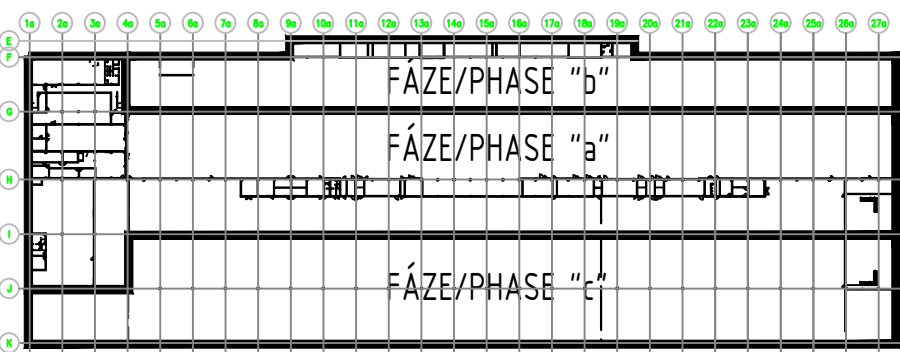 1a 2a 3a 4a 5a 6a 7a 8a 9a 10a 11a 12a 13a 14a 15a 16a 17a 18a 19a 20a 21a 22a 23a 24a 25a 26a 27a
E
F
FÁZE/PHASE "b"
G
FÁZE/PHASE "a"
H
I
FÁZE/PHASE "c"
J
K